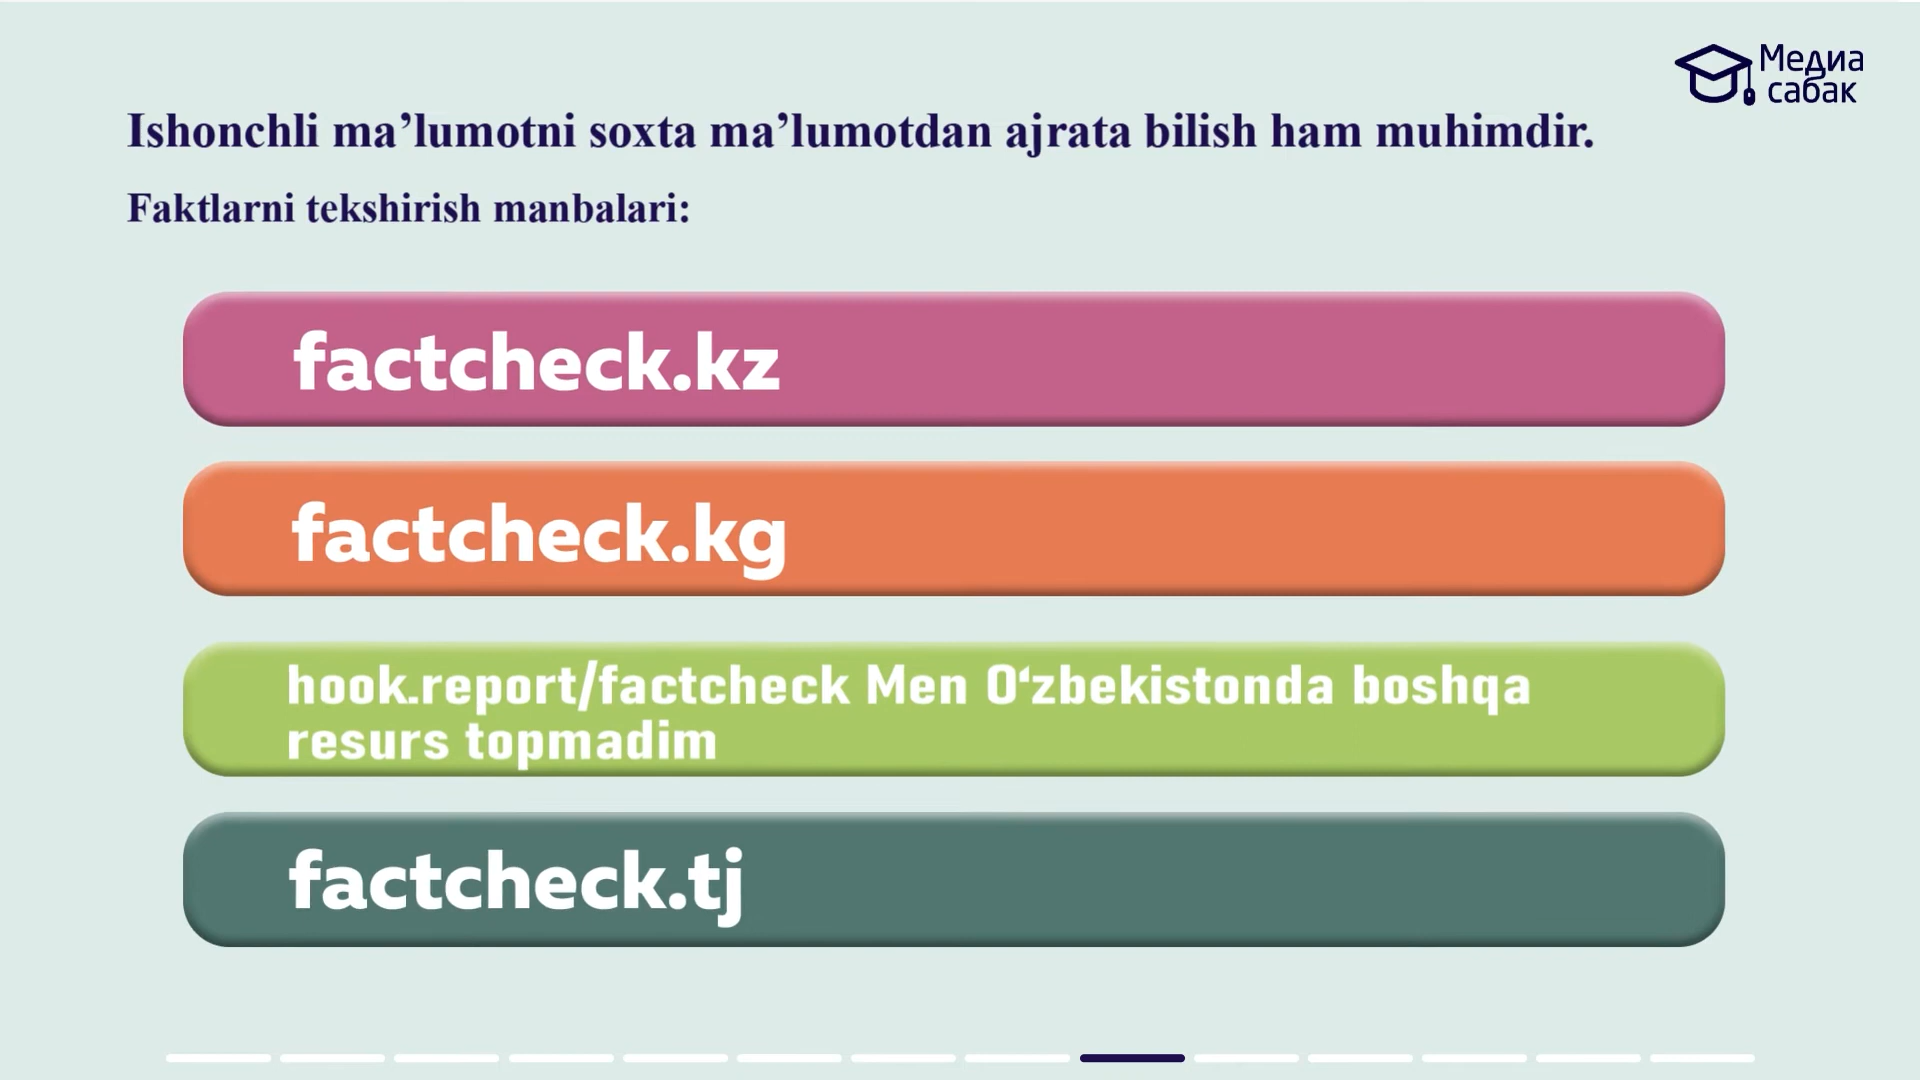 Медиа
сабак
Ishonchli ma’lumotni soxta ma’lumotdan ajrata bilish ham muhimdir.
Faktlarni tekshirish manbalari:
factcheck.kz
factcheck.kg
hook.report/factcheck Men O‘zbekistonda boshqa
resurs topmadim
factcheck.tj